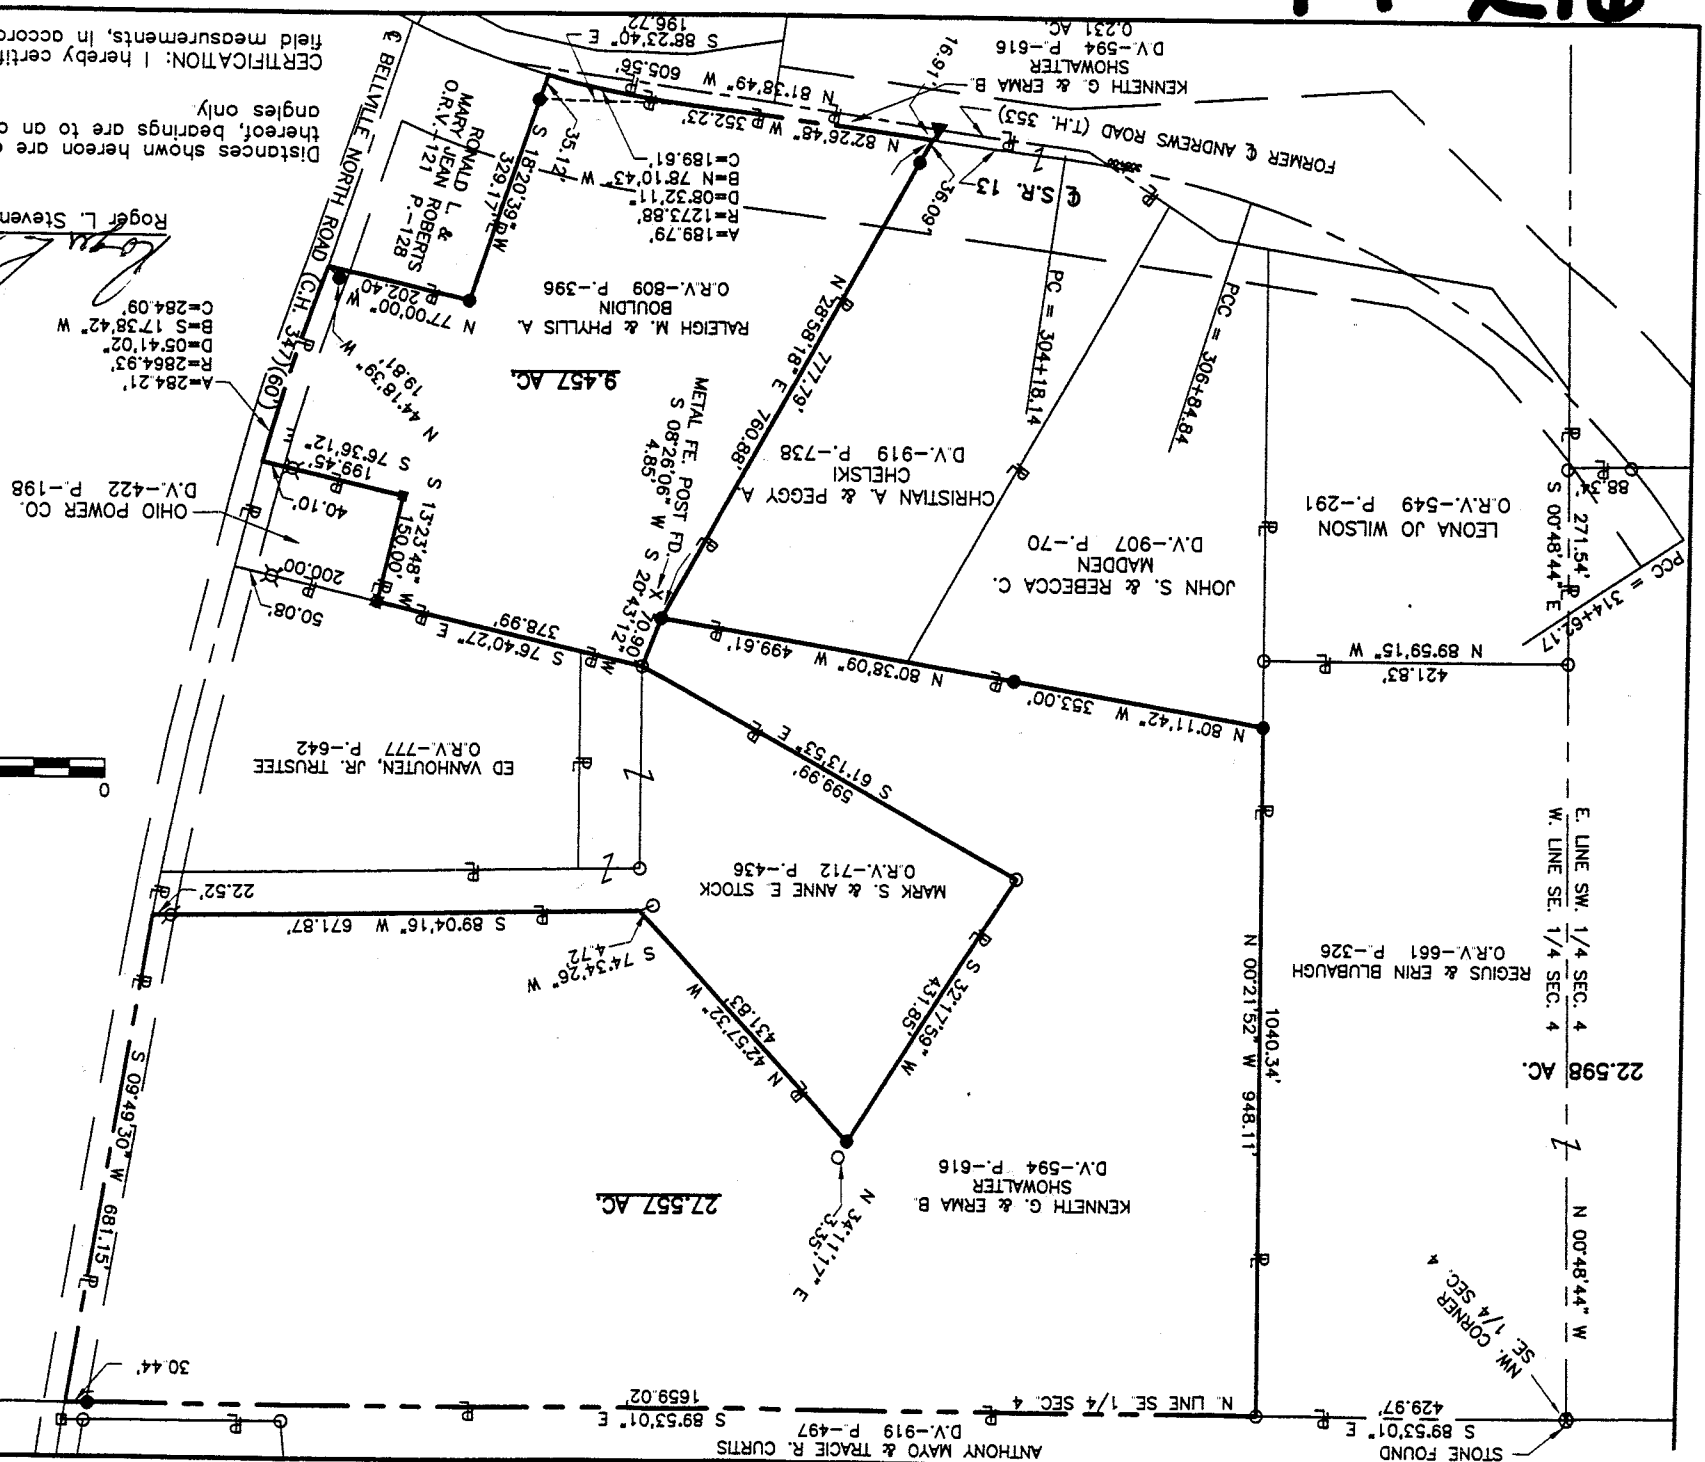 STONE FOUND
S 89°53'01" E
429.97'
NW. CORNER
SE. 1/4 SEC. 4
N. LINE SE. 1/4 SEC. 4
ANTHONY MAYO & TRACIE R. CURTIS
D.V.-919 P.-497
S 89°53'01" E
1659.02'
30.44'
N 00°48'44" W
22.598 AC.
E. LINE SW. 1/4 SEC. 4
W. LINE SE. 1/4 SEC. 4
REGIUS & ERIN BLUBAUGH
O.R.V.-661 P.-326
1040.34'
N 00°21'52" W 948.11'
KENNETH G. & ERMA B.
SHOWALTER
D.V.-594 P.-616
N 34°11'17" E
3.35'
27.557 AC.
S 09°49'30" W 681.15'
S 32°17'59" W
431.85'
N 42°57'32" W
431.83'
S 74°34'26" W
4.72'
S 89°04'16" W 671.87'
22.52'
MARK S. & ANNE E. STOCK
O.R.V.-712 P.-436
S 61°13'53" E
599.99'
ED VANHOUTEN, JR. TRUSTEE
O.R.V.-777 P.-642
0
N 89°59'15" W
421.83'
N 80°11'42" W 353.00'
N 80°38'09" W 499.61'
S 20°43'12" W
70.90'
S 76°40'27" E
378.99'
200.00'
50.08'
PCC = 314+62.17
S 00°48'44" E
271.54'
88.34'
LEONA JO WILSON
O.R.V.-549 P.-291
JOHN S. & REBECCA C.
MADDEN
D.V.-907 P.-70
CHRISTIAN A. & PEGGY A.
CHELSKI
D.V.-919 P.-738
METAL FE. POST FD.
S 08°26'06" W
4.85'
S 13°23'48" W
150.00'
OHIO POWER CO.
D.V.-422 P.-198
40.10'
S 76°36'12"
199.45'
PCC = 306+84.84
PC = 304+18.14
N 28°58'18" E 777.79'
760.88'
9.457 AC.
RALEIGH M. & PHYLLIS A.
BOULDIN
O.R.V.-809 P.-396
N 44°18'39" W
19.81'
A=284.21'
R=2864.93'
D=05°41'02"
B=S 17°38'42" W
C=284.09'
N 77°00'00" W
202.40
A=189.79'
R=1273.88'
D=08°32'11"
B=N 78°10'43" W
C=189.61'
S 18°20'39" W
329.17'
35.12'
RONALD L. &
MARY JEAN ROBERTS
O.R.V.-121 P.-128
Roger L. Steven
FORMER ℄ ANDREWS ROAD (T.H. 353)
℄ S.R. 13
36.09'
16.91'
N 82°26'48" W 352.23'
N 81°38'49" W
605.56'
S 88°23'40" E
196.72'
KENNETH G. & ERMA B.
SHOWALTER
D.V.-594 P.-616
0.231 AC.
℄ BELLVILLE NORTH ROAD (C.H. 347)(60')
Distances shown hereon are
thereof, bearings are to an
angles only
CERTIFICATION: I hereby certif
field measurements, in accor